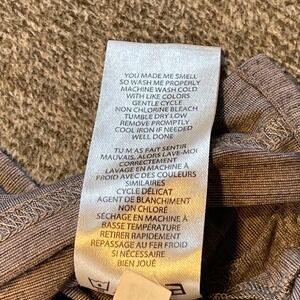 YOU MADE ME SMELL
SO WASH ME PROPERLY
MACHINE WASH COLD
WITH LIKE COLORS
GENTLE CYCLE
NON CHLORINE BLEACH
TUMBLE DRY LOW
REMOVE PROMPTLY
COOL IRON IF NEEDED
WELL DONE
TU M'AS FAIT SENTIR
MAUVAIS, ALORS LAVE-MOI
CORRECTEMENT
LAVAGE EN MACHINE À
FROID AVEC DES COULEURS
SIMILAIRES
CYCLE DÉLICAT
AGENT DE BLANCHIMENT
NON CHLORÉ
SÉCHAGE EN MACHINE À
BASSE TEMPÉRATURE
RETIRER RAPIDEMENT
REPASSAGE AU FER FROID
SI NÉCESSAIRE
BIEN JOUÉ